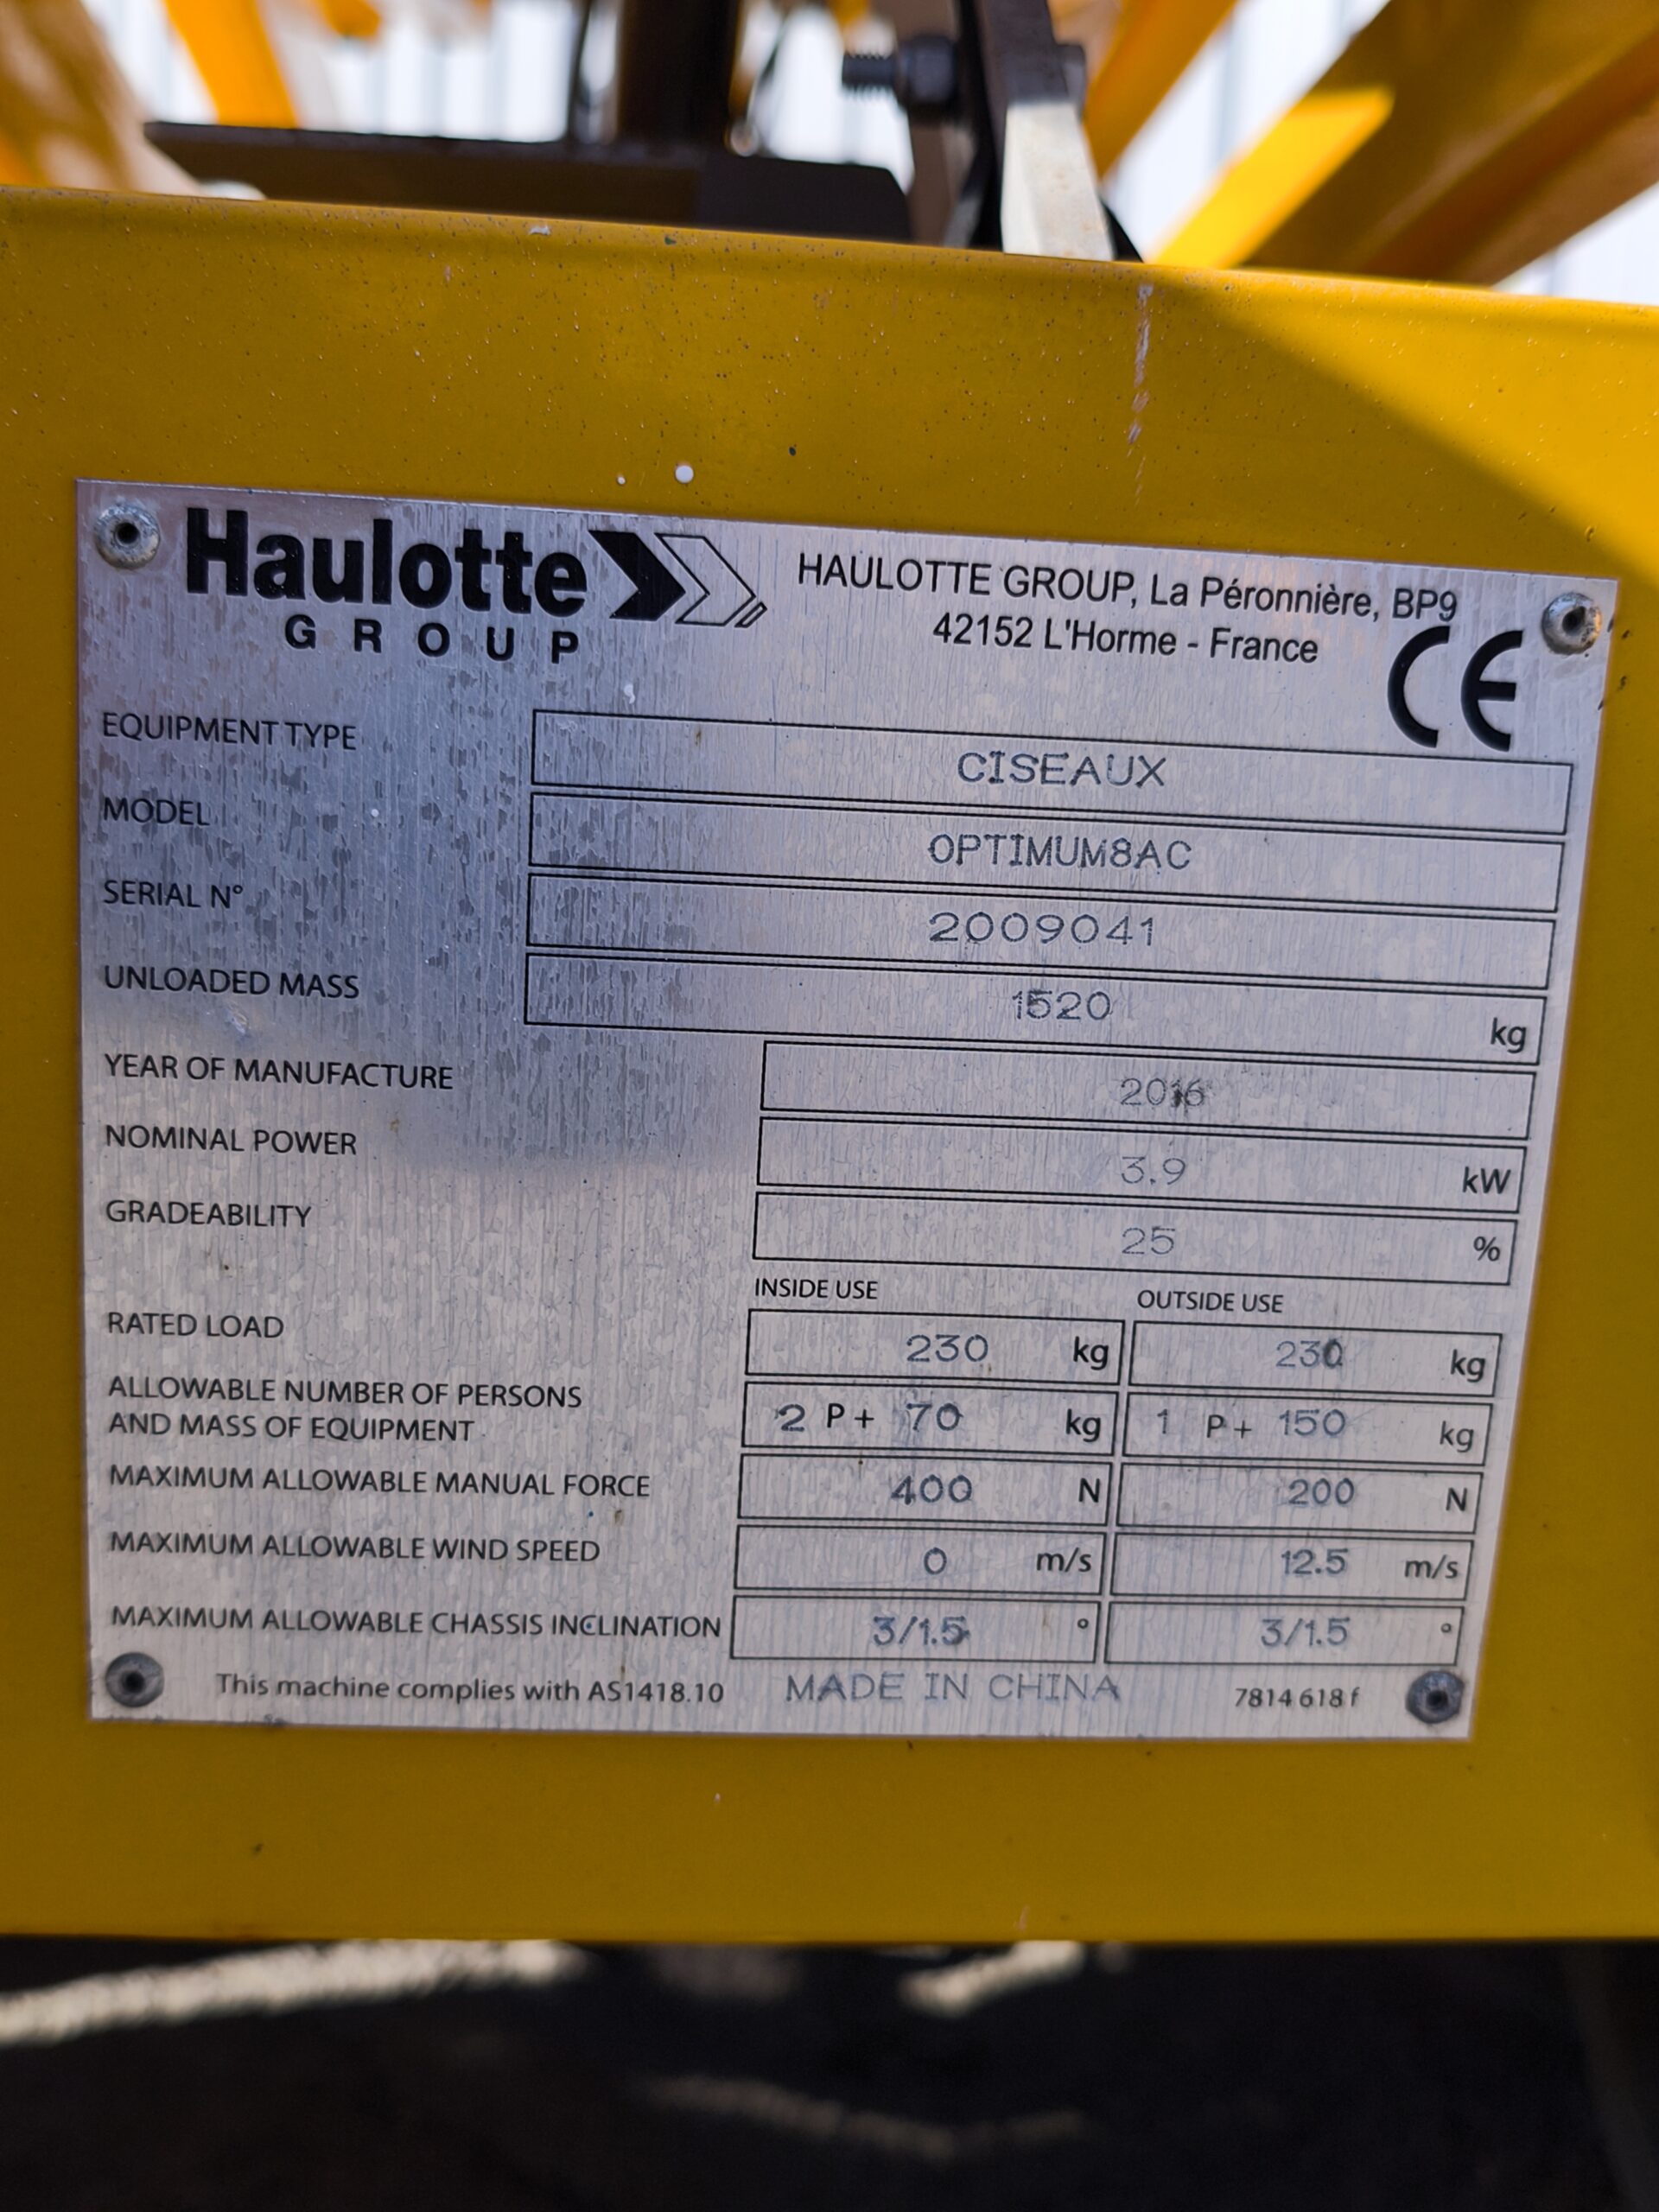 Haulotte
GROUP
HAULOTTE GROUP, La Péronnière, BP9
42152 L'Horme - France
CE
EQUIPMENT TYPE CISEAUX
MODEL OPTIMUM8AC
SERIAL N° 2009041
UNLOADED MASS 1520 kg
YEAR OF MANUFACTURE 2016
NOMINAL POWER 3.9 kW
GRADEABILITY 25 %
INSIDE USE OUTSIDE USE
RATED LOAD 230 kg 230 kg
ALLOWABLE NUMBER OF PERSONS
AND MASS OF EQUIPMENT 2 P+ 70 kg 1 P+ 150 kg
MAXIMUM ALLOWABLE MANUAL FORCE 400 N 200 N
MAXIMUM ALLOWABLE WIND SPEED 0 m/s 12.5 m/s
MAXIMUM ALLOWABLE CHASSIS INCLINATION 3/1.5 ° 3/1.5 °
This machine complies with AS1418.10 MADE IN CHINA 7814 618 f